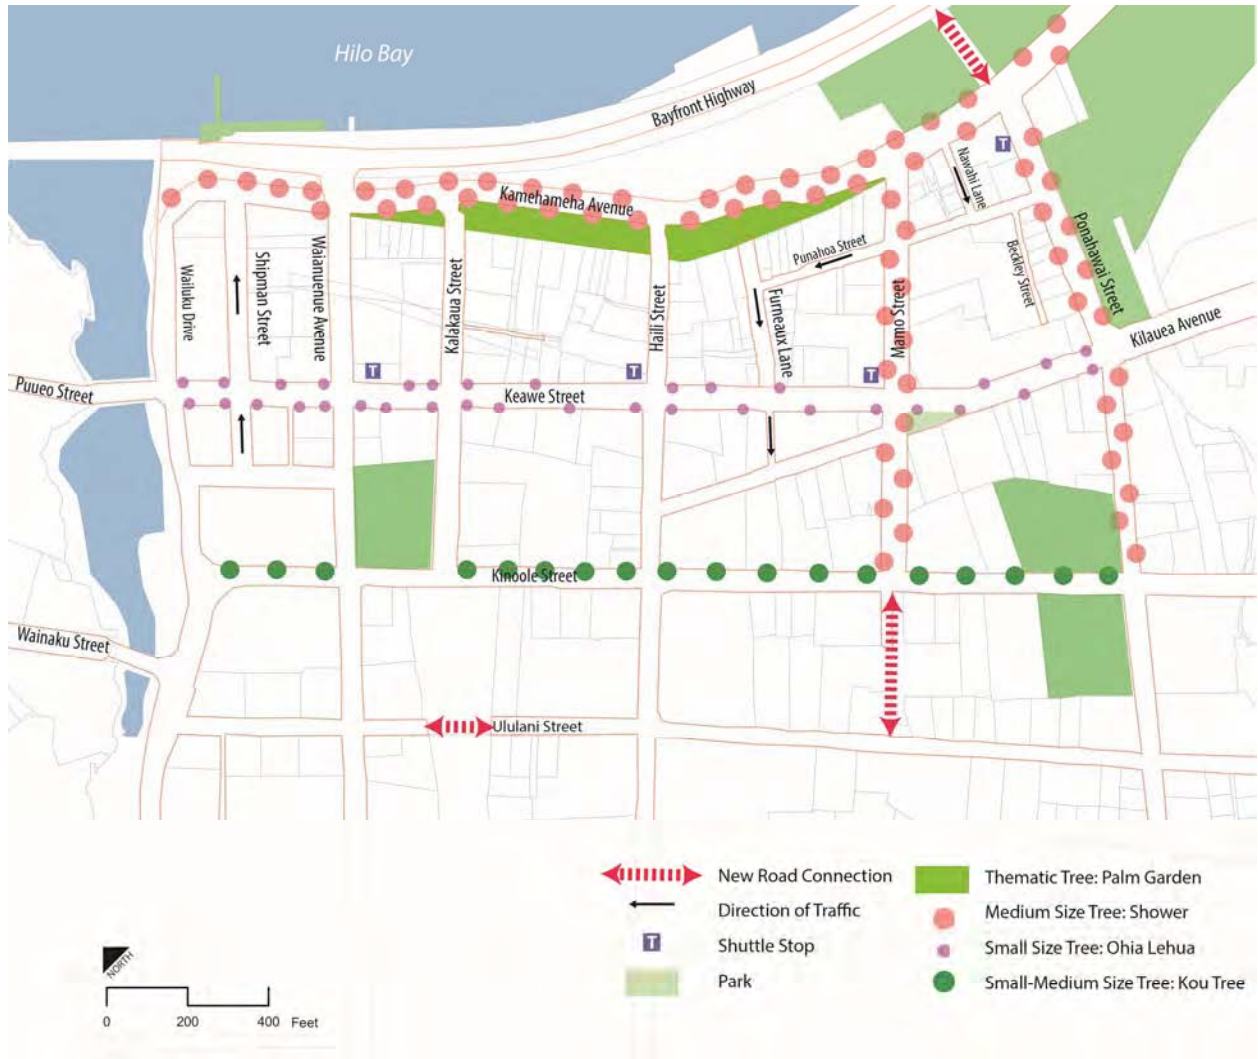 Hilo Bay
Bayfront Highway
T
Kamehameha Avenue
Nawahi Lane
Ponahawai Street
Punahoa Street
Beckley Street
Wailuku Drive
Shipman Street
Waianuenue Avenue
Kalakaua Street
Haili Street
Furneaux Lane
Mamo Street
Kilauea Avenue
T
T
T
Puueo Street
Keawe Street
Kinoole Street
Wainaku Street
Ululani Street
New Road Connection
Direction of Traffic
T
Shuttle Stop
Park
Thematic Tree: Palm Garden
Medium Size Tree: Shower
Small Size Tree: Ohia Lehua
Small-Medium Size Tree: Kou Tree
NORTH
0 200 400 Feet